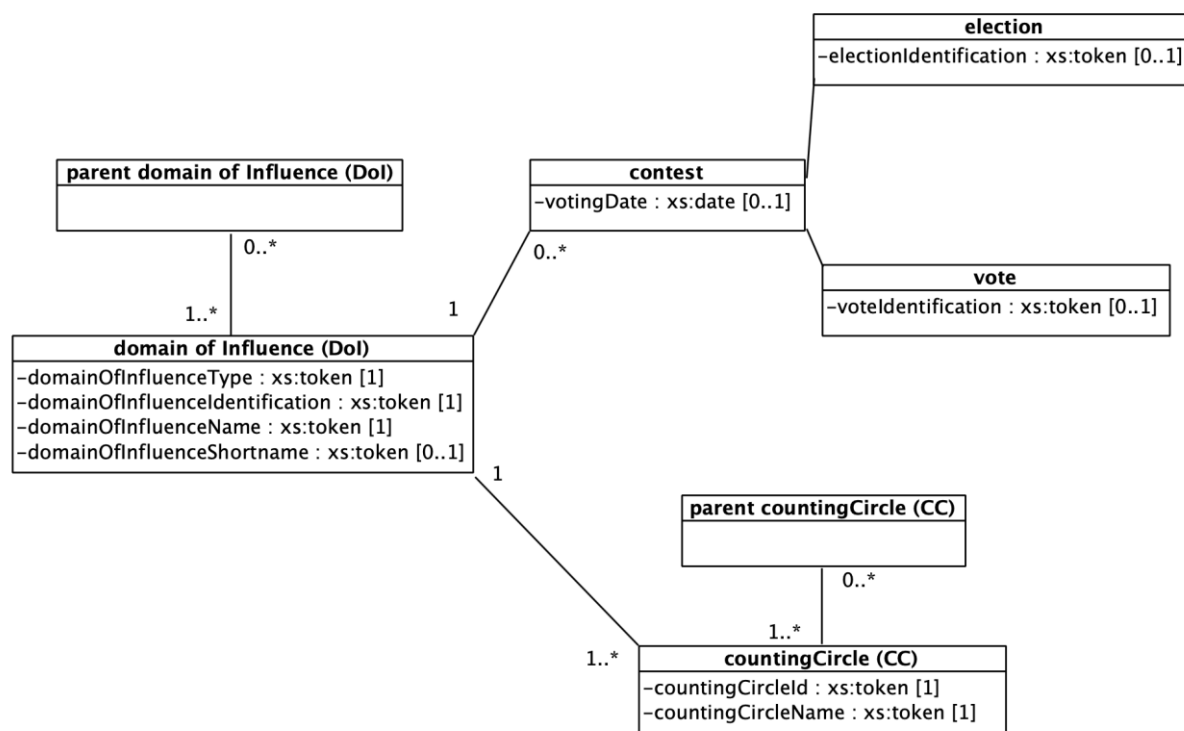 election
-electionIdentification : xs:token [0..1]
parent domain of Influence (DoI)
contest
-votingDate : xs:date [0..1]
0..*
0..*
vote
-voteIdentification : xs:token [0..1]
1..*
1
domain of Influence (DoI)
-domainOfInfluenceType : xs:token [1]
-domainOfInfluenceIdentification : xs:token [1]
-domainOfInfluenceName : xs:token [1]
-domainOfInfluenceShortname : xs:token [0..1]
1
parent countingCircle (CC)
0..*
1..*
1..*
countingCircle (CC)
-countingCircleId : xs:token [1]
-countingCircleName : xs:token [1]